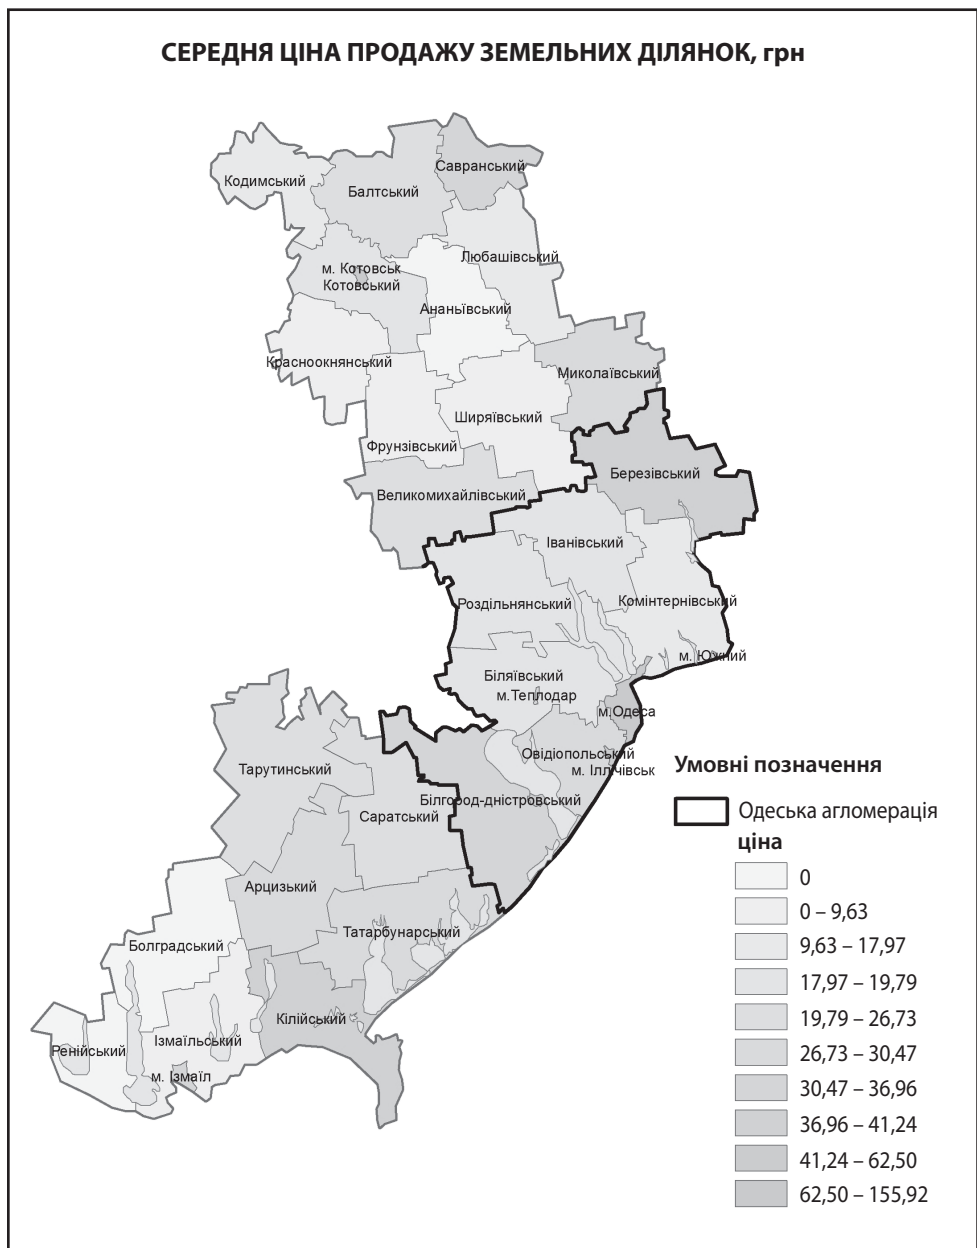 СЕРЕДНЯ ЦІНА ПРОДАЖУ ЗЕМЕЛЬНИХ ДІЛЯНОК, грн
Савранський
Кодимський
Балтський
Любашівський
м. Котовськ
Котовський
Ананьївський
Красноокнянський
Миколаївський
Ширяївський
Фрунзівський
Березівський
Великомихайлівський
Іванівський
Роздільнянський
Комінтернівський
м. Южний
Біляївський
м.Теплодар
м.Одеса
Овідіопольський
м. Іллічівськ
Тарутинський
Білгород-дністровський
Саратський
Арцизький
Татарбунарський
Болградський
Кілійський
Ізмаїльський
Ренійський
м. Ізмаїл
Умовні позначення
Одеська агломерація
ціна
0
0 – 9,63
9,63 – 17,97
17,97 – 19,79
19,79 – 26,73
26,73 – 30,47
30,47 – 36,96
36,96 – 41,24
41,24 – 62,50
62,50 – 155,92